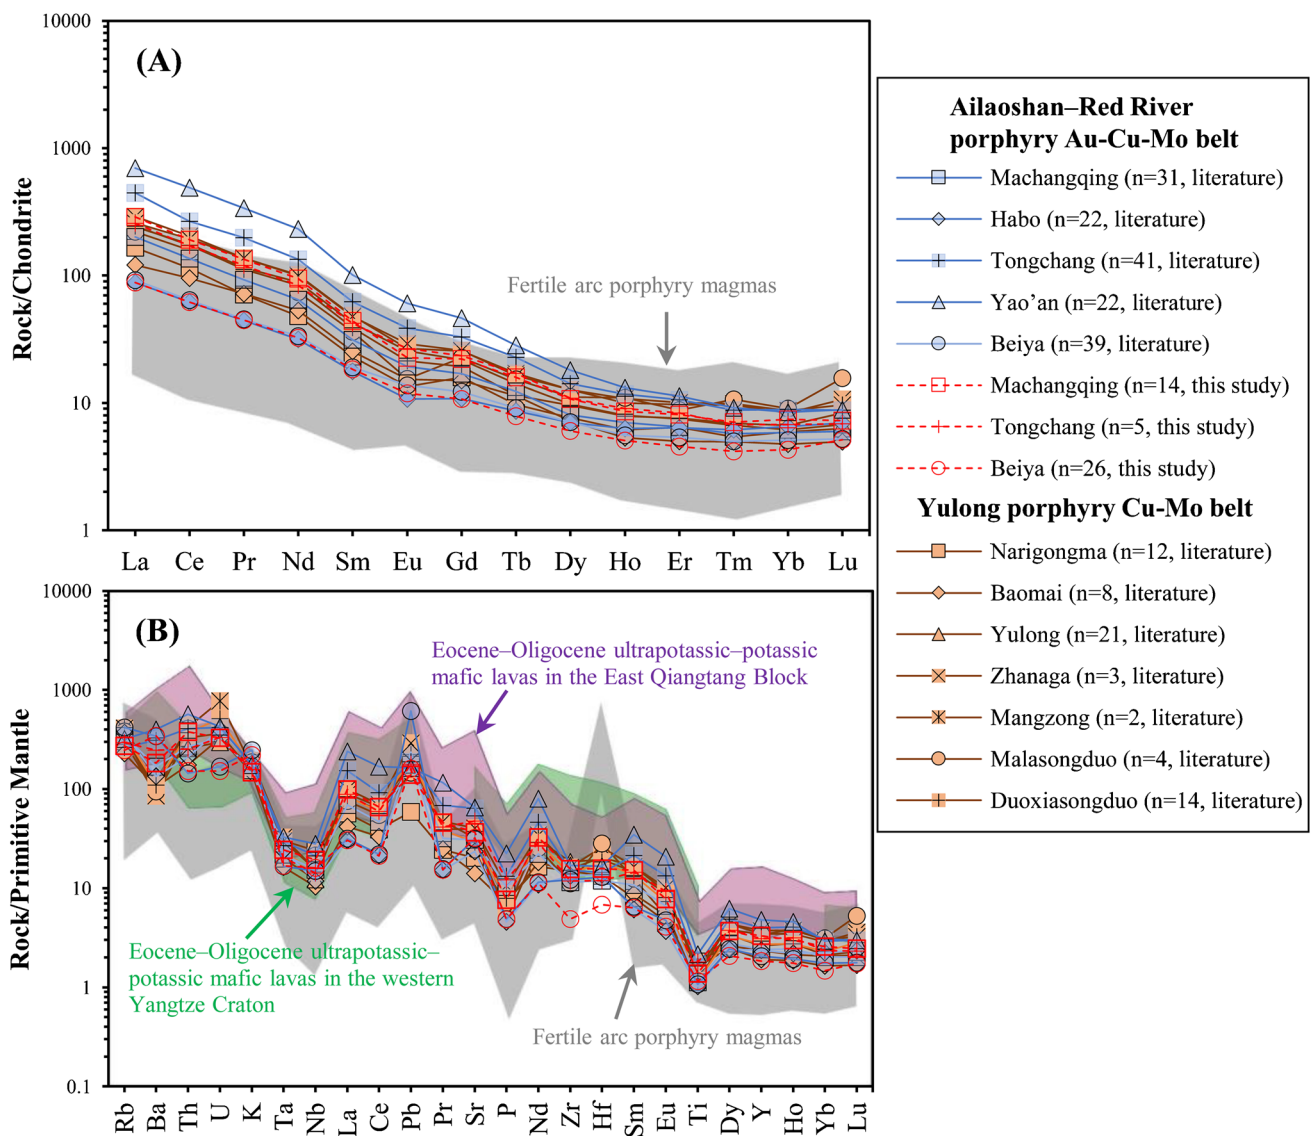 10000
1000
100
10
1
Rock/Chondrite
(A)
Fertile arc porphyry magmas
La Ce Pr Nd Sm Eu Gd Tb Dy Ho Er Tm Yb Lu
10000
1000
100
10
1
0.1
Rock/Primitive Mantle
(B)
Eocene–Oligocene ultrapotassic–potassic
mafic lavas in the East Qiangtang Block
Eocene–Oligocene ultrapotassic–
potassic mafic lavas in the western
Yangtze Craton
Fertile arc porphyry magmas
Rb Ba Th U K Ta Nb La Ce Pb Pr Sr P Nd Zr Hf Sm Eu Ti Dy Y Ho Yb Lu
Ailaoshan–Red River
porphyry Au-Cu-Mo belt
Machangqing (n=31, literature)
Habo (n=22, literature)
Tongchang (n=41, literature)
Yao’an (n=22, literature)
Beiya (n=39, literature)
Machangqing (n=14, this study)
Tongchang (n=5, this study)
Beiya (n=26, this study)
Yulong porphyry Cu-Mo belt
Narigongma (n=12, literature)
Baomai (n=8, literature)
Yulong (n=21, literature)
Zhanaga (n=3, literature)
Mangzong (n=2, literature)
Malasongduo (n=4, literature)
Duoxiasongduo (n=14, literature)